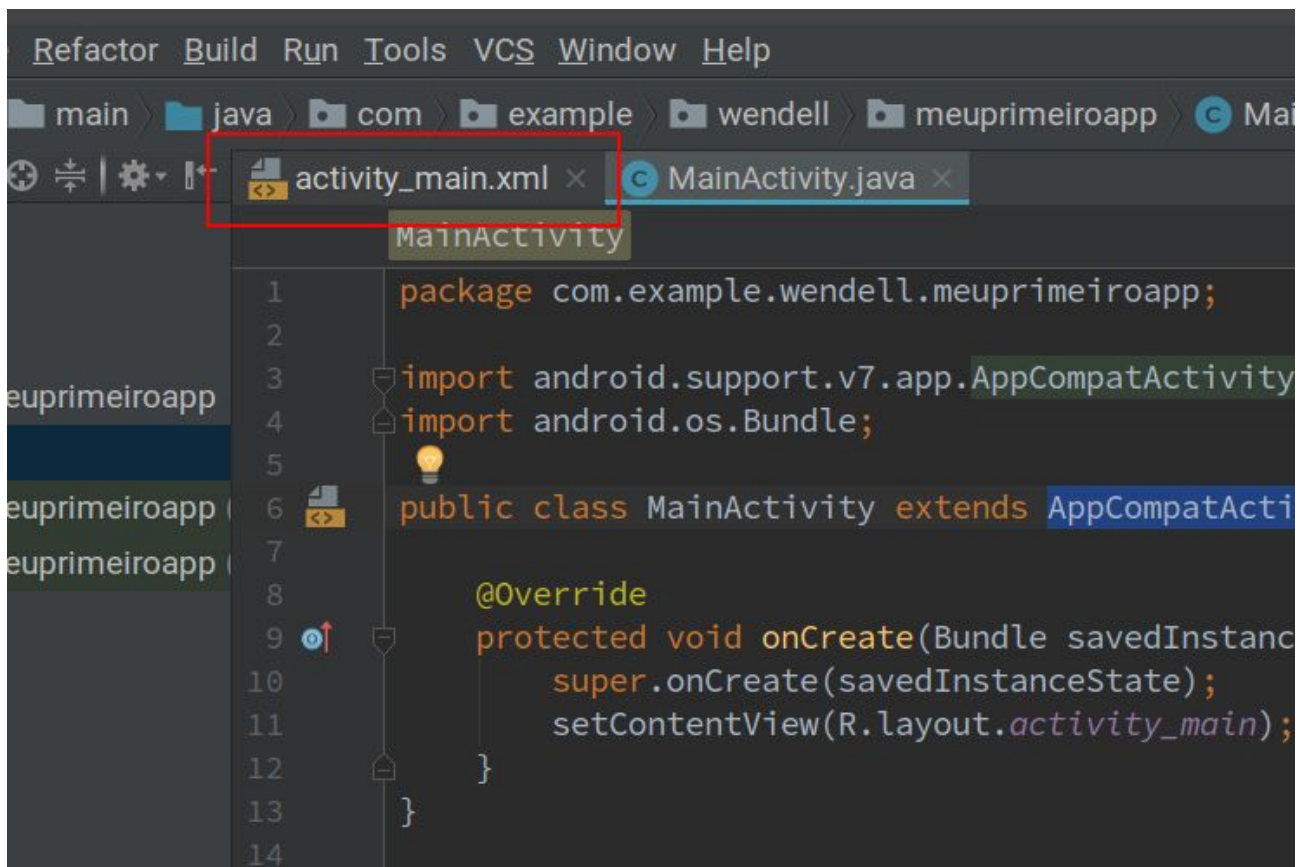 Refactor Build Run Tools VCS Window Help
main java com example wendell meuprimeiroapp
activity_main.xml MainActivity.java
MainActivity
1 package com.example.wendell.meuprimeiroapp;
2
3 import android.support.v7.app.AppCompatActivity
4 import android.os.Bundle;
5
6 public class MainActivity extends AppCompatActi
7
8 @Override
9 protected void onCreate(Bundle savedInstanc
10 super.onCreate(savedInstanceState);
11 setContentView(R.layout.activity_main);
12 }
13 }
14
euprimeiroapp
euprimeiroapp (
euprimeiroapp (